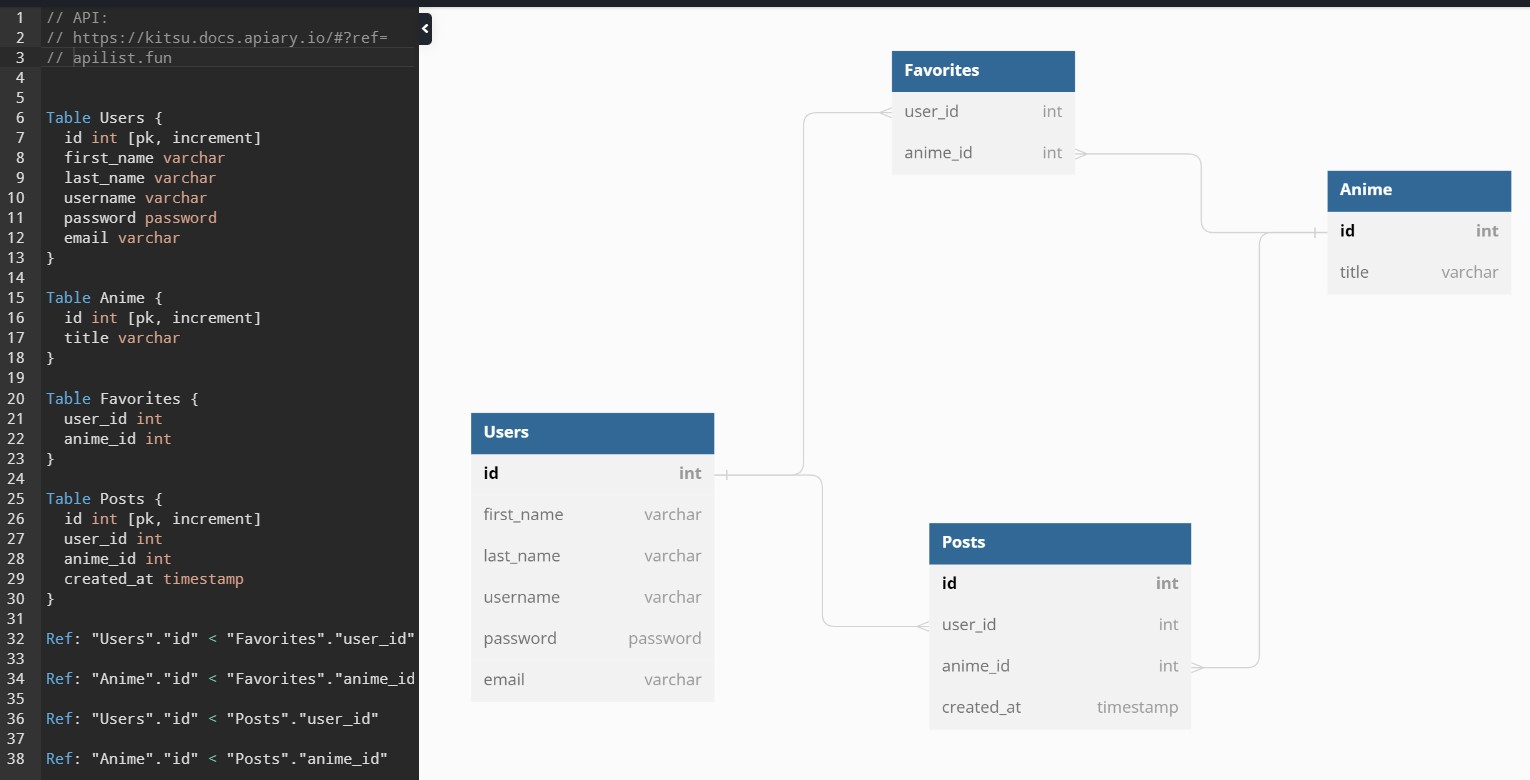 1 // API:
2 // https://kitsu.docs.apiary.io/#?ref=
3 // apilist.fun
4
5
6 Table Users {
7 id int [pk, increment]
8 first_name varchar
9 last_name varchar
10 username varchar
11 password password
12 email varchar
13 }
14
15 Table Anime {
16 id int [pk, increment]
17 title varchar
18 }
19
20 Table Favorites {
21 user_id int
22 anime_id int
23 }
24
25 Table Posts {
26 id int [pk, increment]
27 user_id int
28 anime_id int
29 created_at timestamp
30 }
31
32 Ref: "Users"."id" < "Favorites"."user_id"
33
34 Ref: "Anime"."id" < "Favorites"."anime_id
35
36 Ref: "Users"."id" < "Posts"."user_id"
37
38 Ref: "Anime"."id" < "Posts"."anime_id"
Favorites
user_id int
anime_id int
Anime
id int
title varchar
Users
id int
first_name varchar
last_name varchar
username varchar
password password
email varchar
Posts
id int
user_id int
anime_id int
created_at timestamp